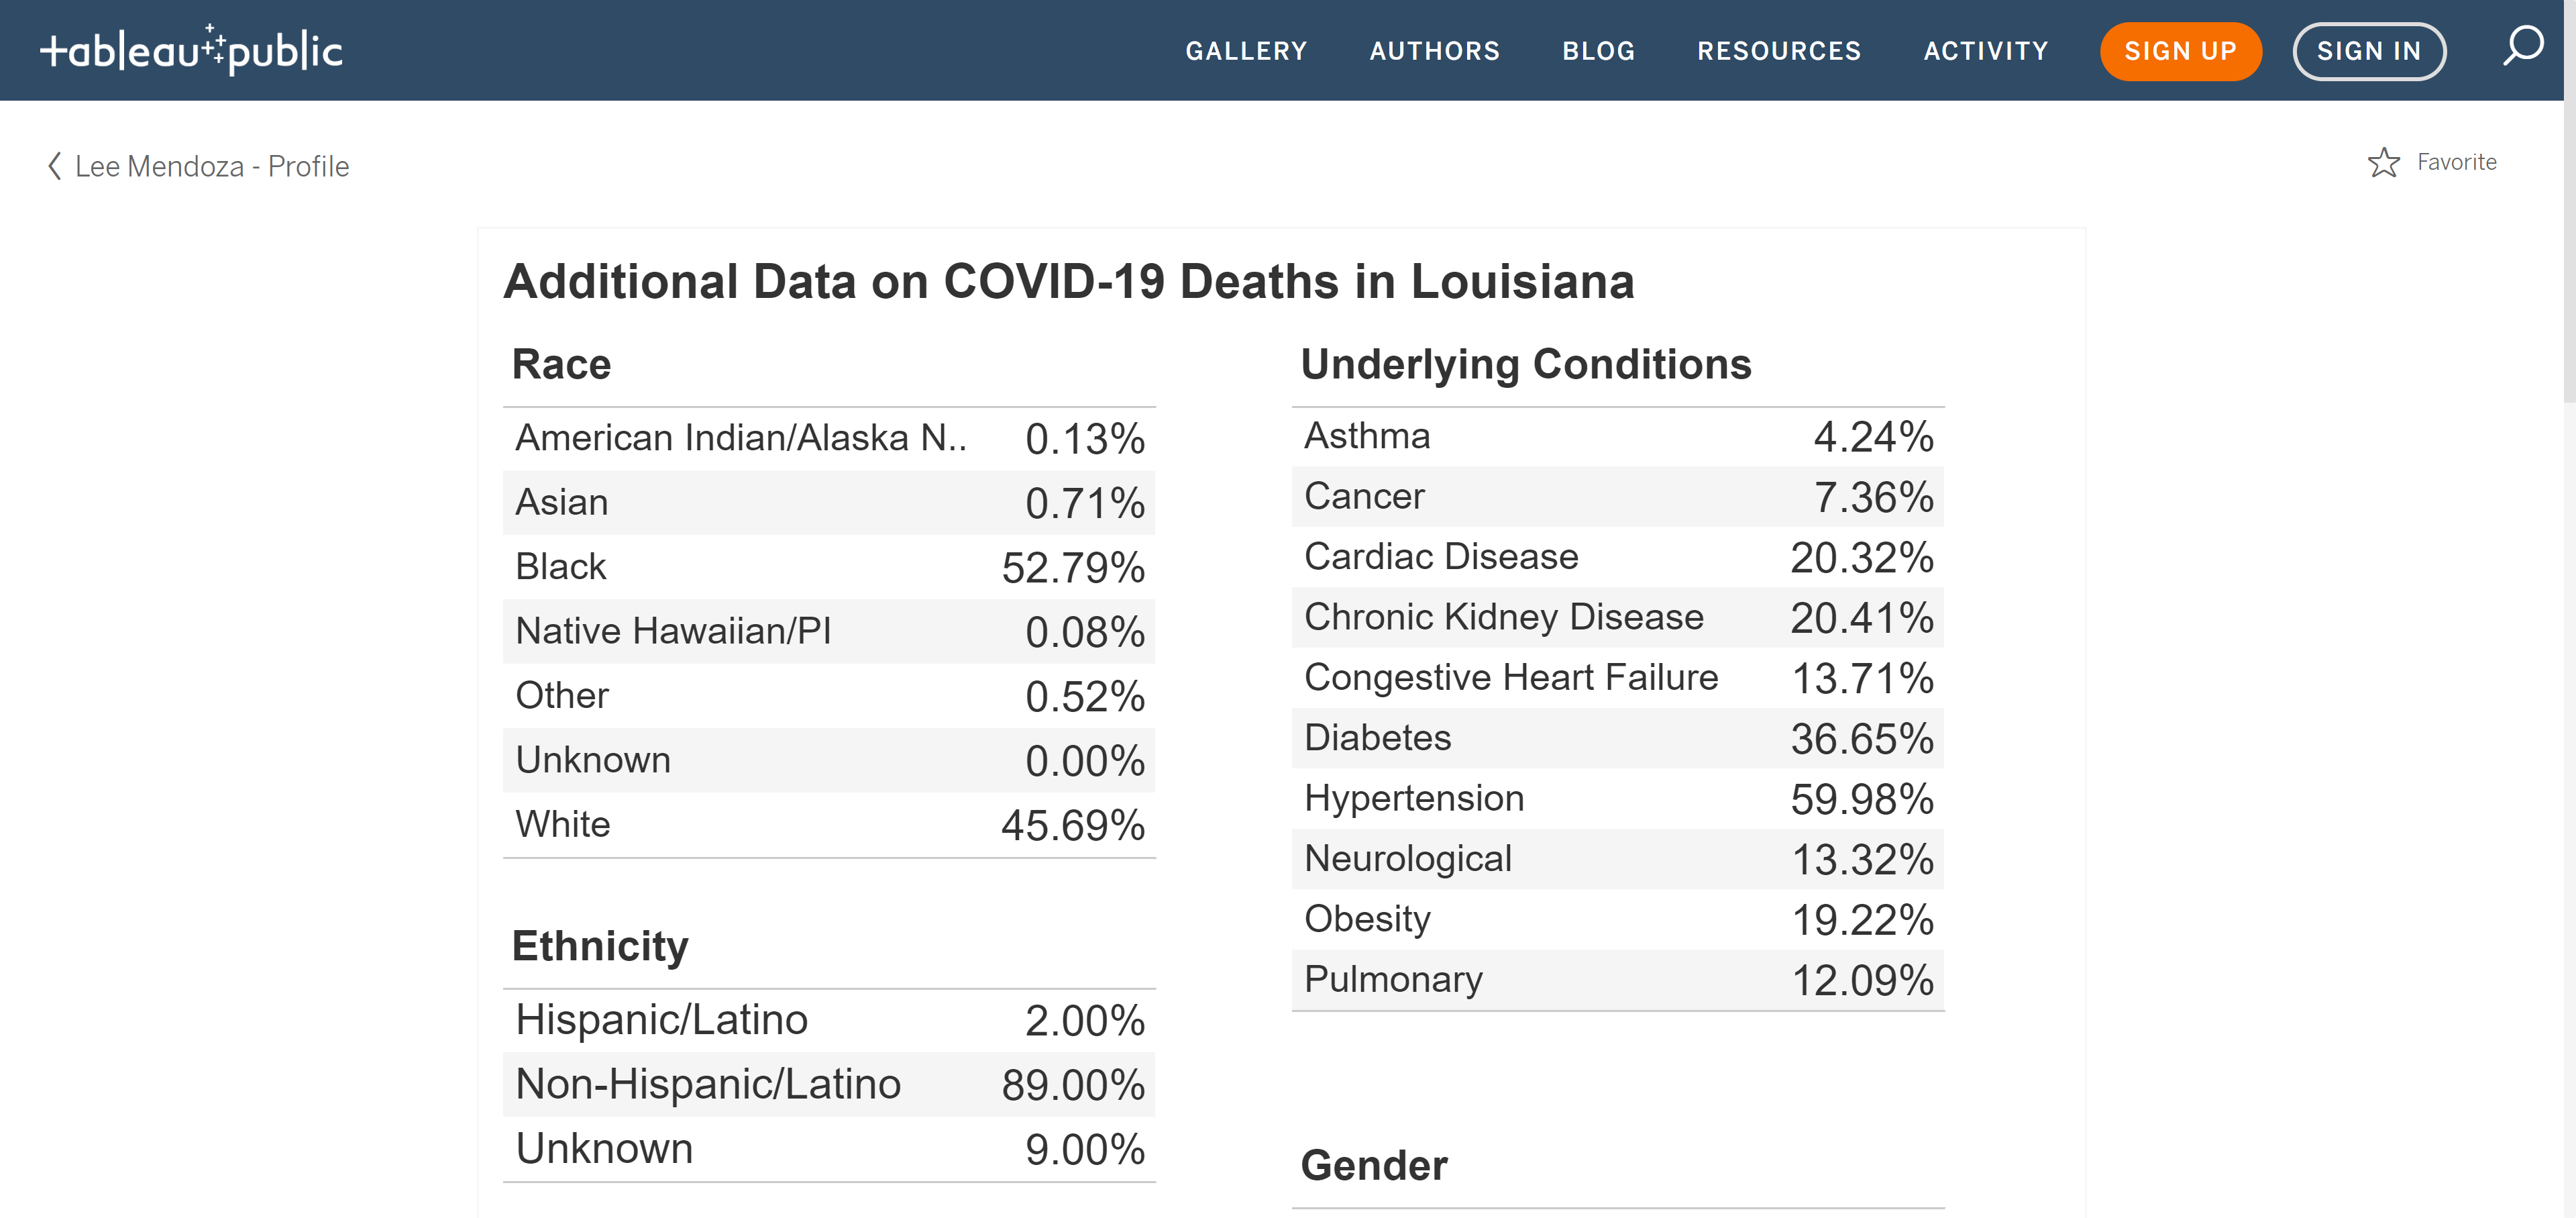 tableau public
GALLERY AUTHORS BLOG RESOURCES ACTIVITY SIGN UP SIGN IN
Lee Mendoza - Profile
Favorite
Additional Data on COVID-19 Deaths in Louisiana
Race
American Indian/Alaska N.. 0.13%
Asian 0.71%
Black 52.79%
Native Hawaiian/PI 0.08%
Other 0.52%
Unknown 0.00%
White 45.69%
Ethnicity
Hispanic/Latino 2.00%
Non-Hispanic/Latino 89.00%
Unknown 9.00%
Underlying Conditions
Asthma 4.24%
Cancer 7.36%
Cardiac Disease 20.32%
Chronic Kidney Disease 20.41%
Congestive Heart Failure 13.71%
Diabetes 36.65%
Hypertension 59.98%
Neurological 13.32%
Obesity 19.22%
Pulmonary 12.09%
Gender